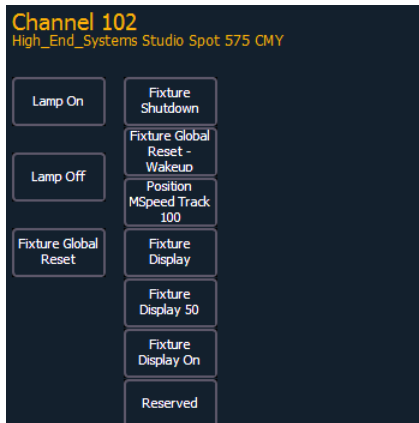 Channel 102
High_End_Systems Studio Spot 575 CMY
Lamp On
Fixture
Shutdown
Fixture Global
Reset -
Wakeup
Lamp Off
Position
MSpeed Track
100
Fixture Global
Reset
Fixture
Display
Fixture
Display 50
Fixture
Display On
Reserved